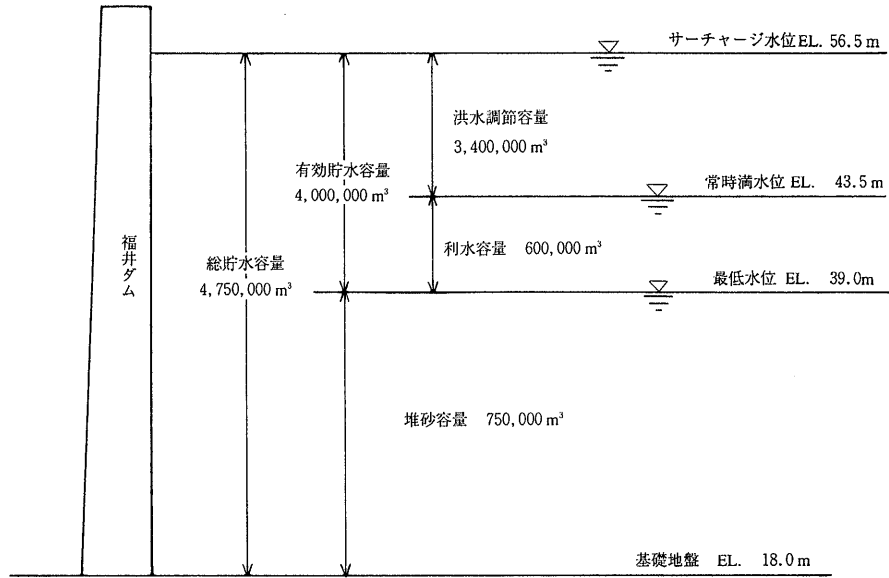 サーチャージ水位 EL. 56.5 m
洪水調節容量
3,400,000 m³
有効貯水容量
4,000,000 m³
常時満水位 EL. 43.5 m
福井ダム
総貯水容量
4,750,000 m³
利水容量 600,000 m³
最低水位 EL. 39.0m
堆砂容量 750,000 m³
基礎地盤 EL. 18.0 m